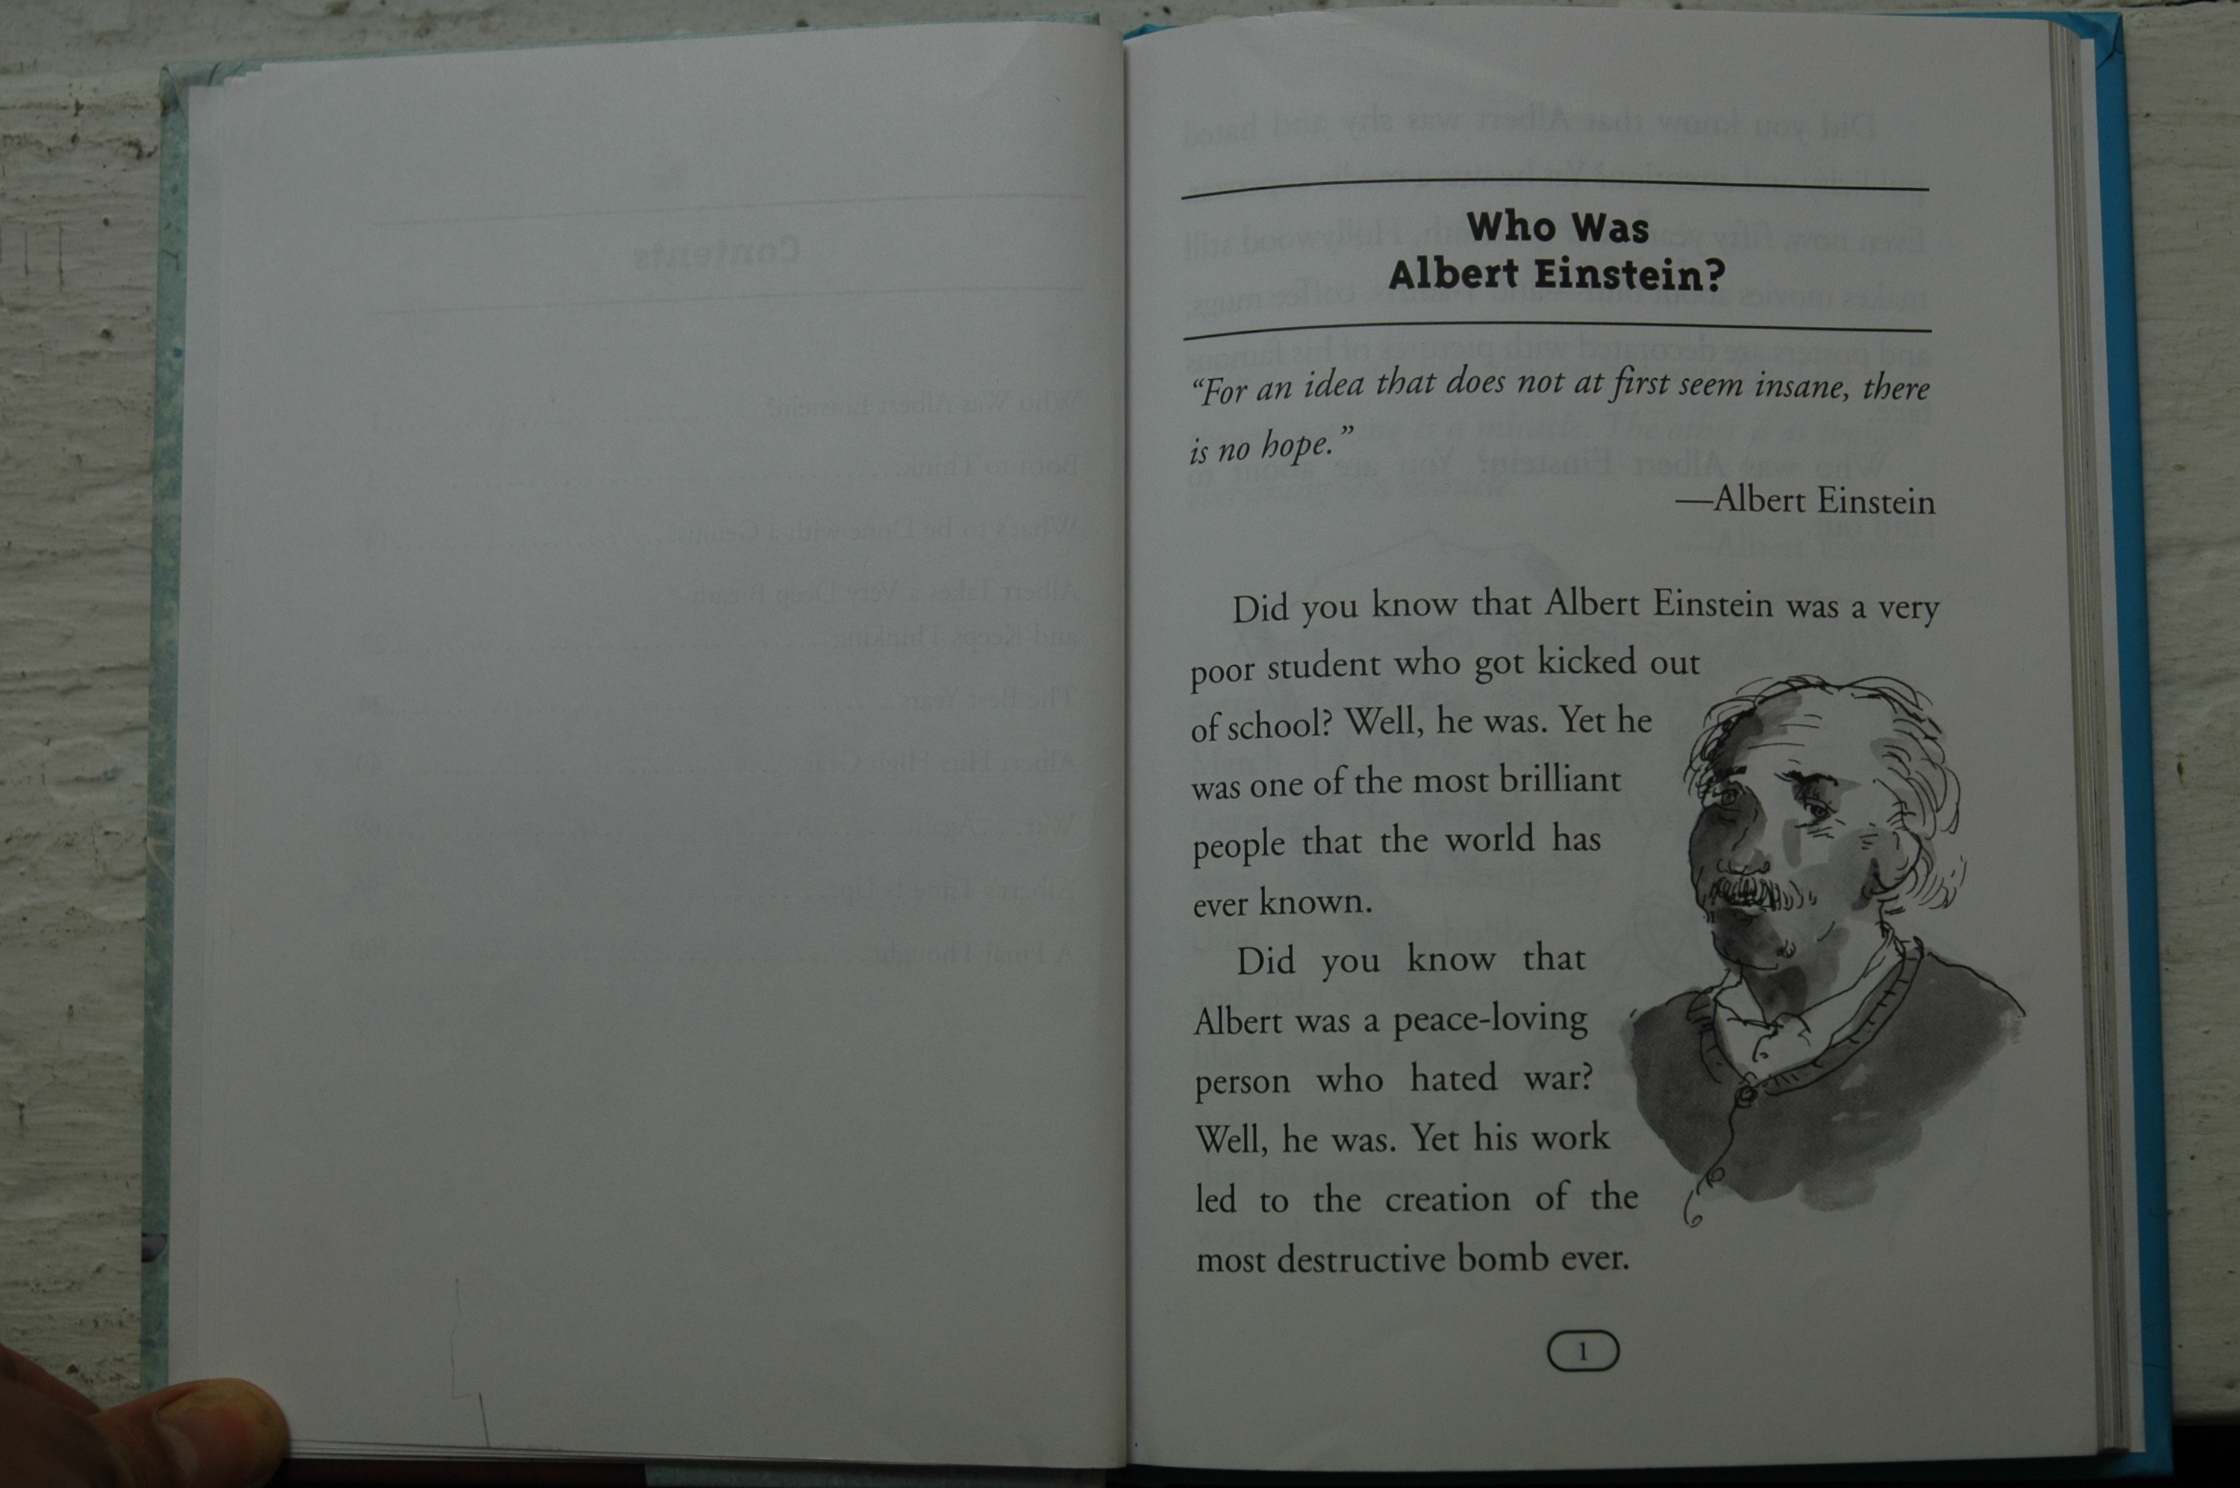 Who Was
Albert Einstein?
“For an idea that does not at first seem insane, there
is no hope.”
—Albert Einstein
Did you know that Albert Einstein was a very
poor student who got kicked out
of school? Well, he was. Yet he
was one of the most brilliant
people that the world has
ever known.
Did you know that
Albert was a peace-loving
person who hated war?
Well, he was. Yet his work
led to the creation of the
most destructive bomb ever.
1